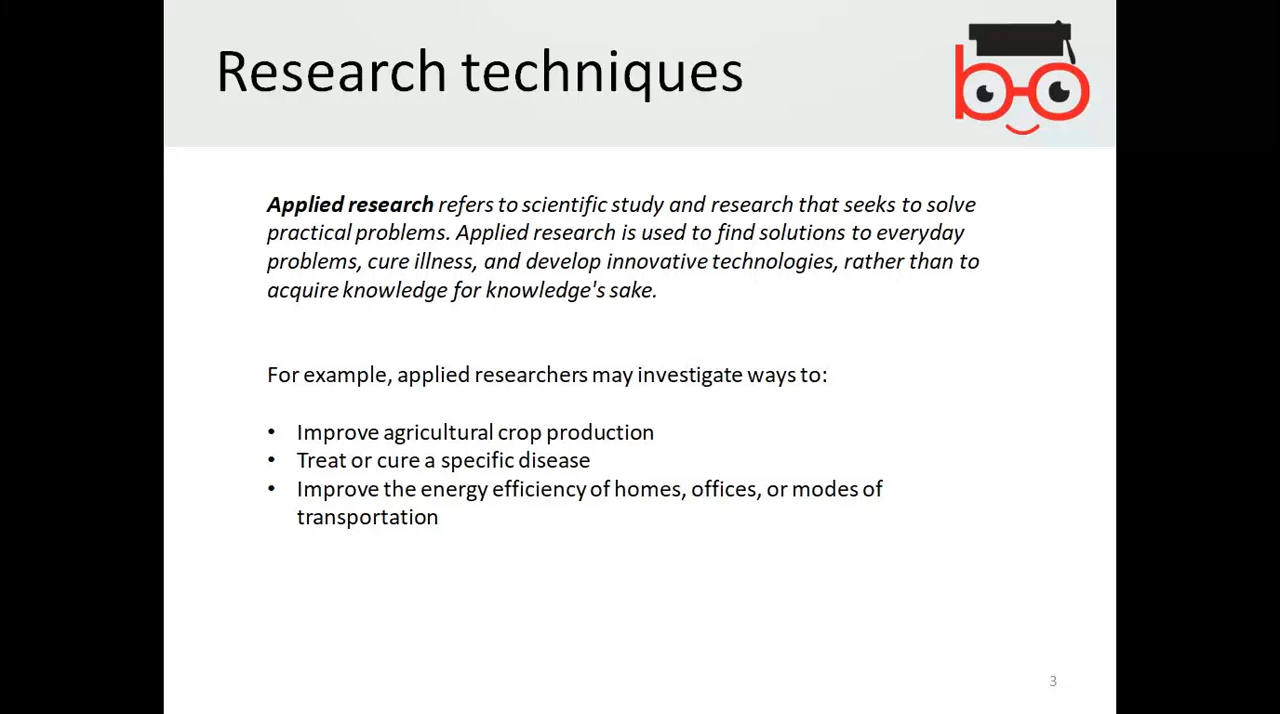 Research techniques
Applied research refers to scientific study and research that seeks to solve
practical problems. Applied research is used to find solutions to everyday
problems, cure illness, and develop innovative technologies, rather than to
acquire knowledge for knowledge's sake.
For example, applied researchers may investigate ways to:
• Improve agricultural crop production
• Treat or cure a specific disease
• Improve the energy efficiency of homes, offices, or modes of
transportation
3